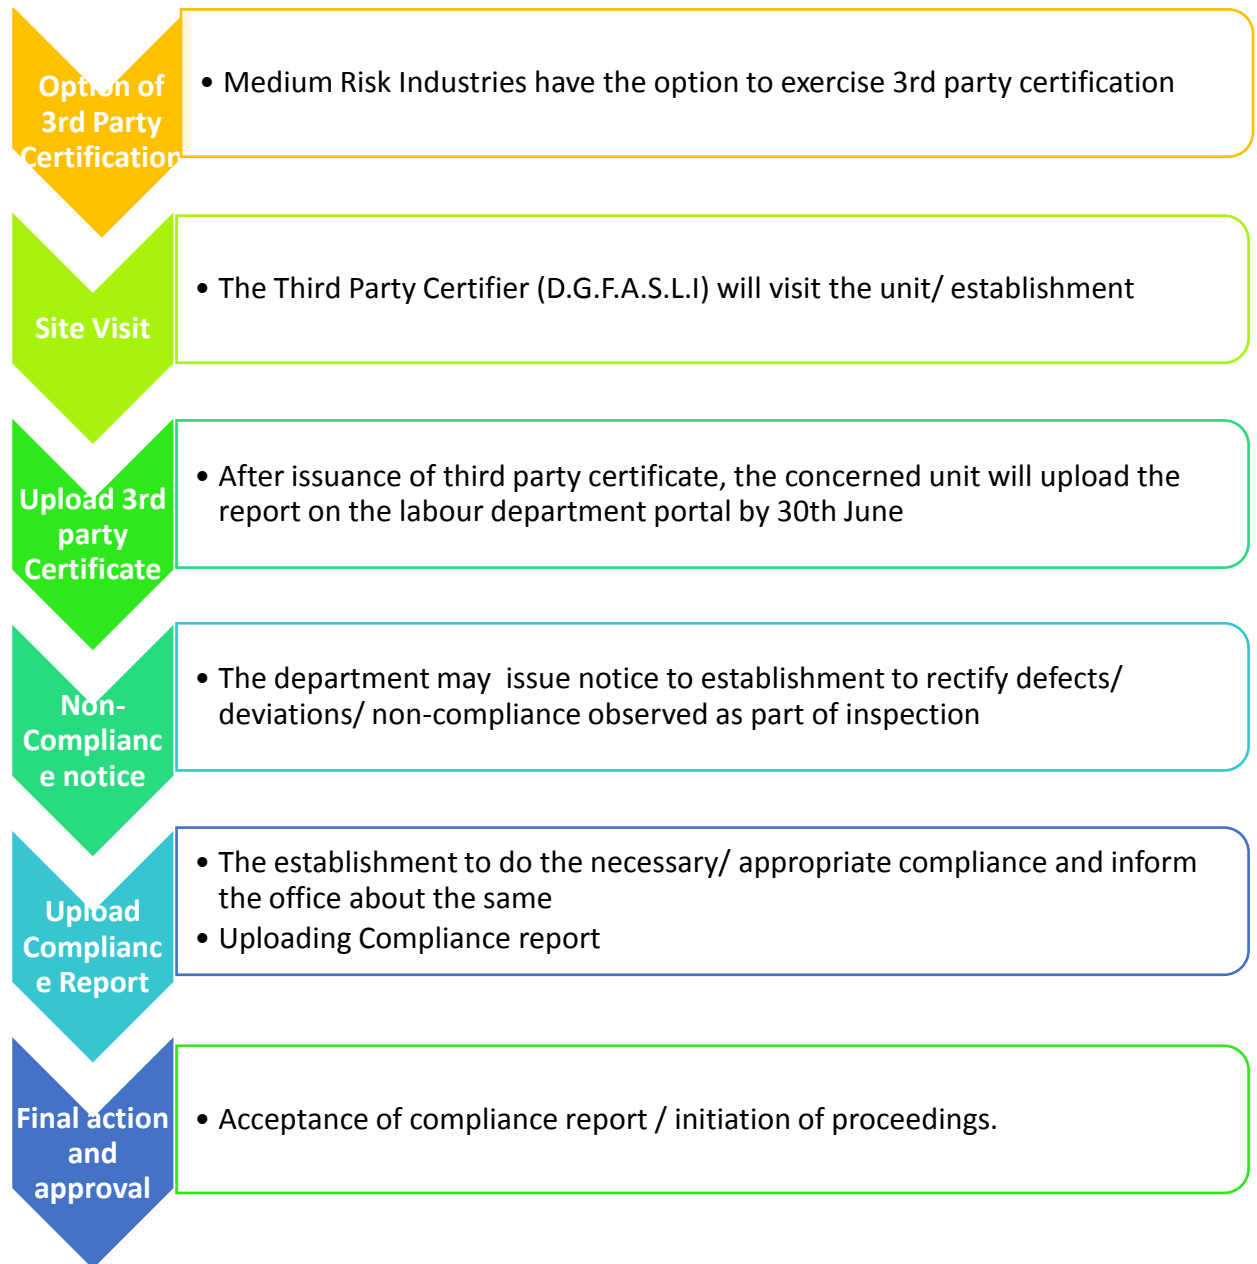 Option of
3rd Party
Certification
• Medium Risk Industries have the option to exercise 3rd party certification
Site Visit
• The Third Party Certifier (D.G.F.A.S.L.I) will visit the unit/ establishment
Upload 3rd
party
Certificate
• After issuance of third party certificate, the concerned unit will upload the
report on the labour department portal by 30th June
Non-
Complianc
e notice
• The department may  issue notice to establishment to rectify defects/
deviations/ non-compliance observed as part of inspection
Upload
Complianc
e Report
• The establishment to do the necessary/ appropriate compliance and inform
the office about the same
• Uploading Compliance report
Final action
and
approval
• Acceptance of compliance report / initiation of proceedings.